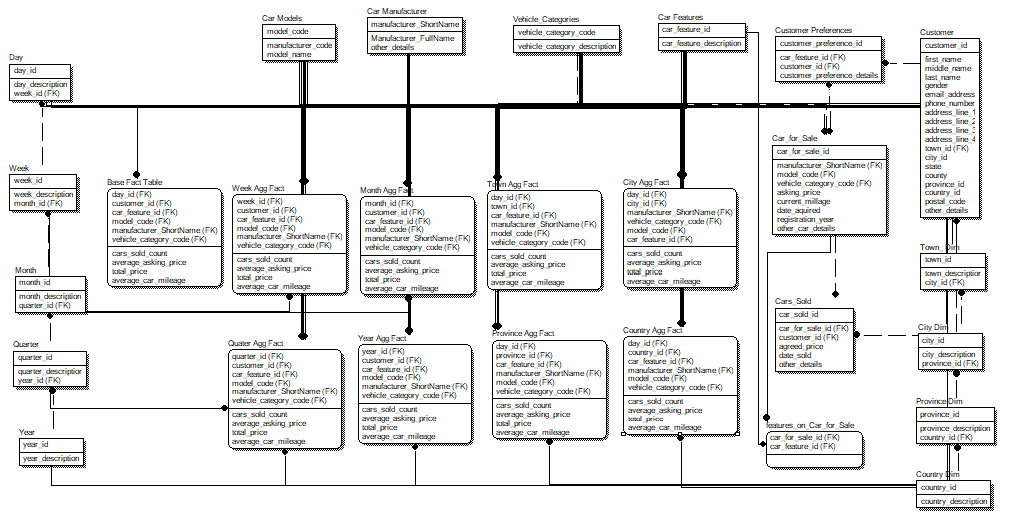 Car Models
model_code
manufacturer_code
model_name
Car Manufacturer
manufacturer_ShortName
Manufacturer_FullName
other_details
Vehicle_Categories
vehicle_category_code
vehicle_category_description
Car Features
car_feature_id
car_feature_description
Customer Preferences
customer_preference_id
car_feature_id (FK)
customer_id (FK)
customer_preference_details
Customer
customer_id
first_name
middle_name
last_name
gender
email_address
phone_number
address_line_1
address_line_2
address_line_3
address_line_4
town_id (FK)
city_id
state
county
province_id
country_id
postal_code
other_details
Day
day_id
day_description
week_id (FK)
Week
week_id
week_description
month_id (FK)
Base Fact Table
day_id (FK)
customer_id (FK)
car_feature_id (FK)
model_code (FK)
manufacturer_ShortName (FK)
vehicle_category_code (FK)
cars_sold_count
average_asking_price
total_price
average_car_mileage
Week Agg Fact
week_id (FK)
customer_id (FK)
car_feature_id (FK)
model_code (FK)
manufacturer_ShortName (FK)
vehicle_category_code (FK)
cars_sold_count
average_asking_price
total_price
average_car_mileage
Month Agg Fact
month_id (FK)
customer_id (FK)
car_feature_id (FK)
model_code (FK)
manufacturer_ShortName (FK)
vehicle_category_code (FK)
cars_sold_count
average_asking_price
total_price
average_car_mileage
Town Agg Fact
day_id (FK)
town_id (FK)
car_feature_id (FK)
manufacturer_ShortName (FK)
model_code (FK)
vehicle_category_code (FK)
cars_sold_count
average_asking_price
total_price
average_car_mileage
City Agg Fact
day_id (FK)
city_id (FK)
manufacturer_ShortName (FK)
vehicle_category_code (FK)
model_code (FK)
car_feature_id (FK)
cars_sold_count
average_asking_price
total_price
average_car_mileage
Car_for_Sale
car_for_sale_id
manufacturer_ShortName (FK)
model_code (FK)
vehicle_category_code (FK)
asking_price
current_millage
date_aquired
registration_year
other_car_details
Town_Dim
town_id
town_description
city_id (FK)
Month
month_id
month_description
quarter_id (FK)
Cars_Sold
car_sold_id
car_for_sale_id (FK)
customer_id (FK)
agreed_price
date_sold
other_details
City Dim
city_id
city_description
province_id (FK)
Quarter
quarter_id
quarter_description
year_id (FK)
Quater Agg Fact
quarter_id (FK)
customer_id (FK)
car_feature_id (FK)
model_code (FK)
manufacturer_ShortName (FK)
vehicle_category_code (FK)
cars_sold_count
average_asking_price
total_price
average_car_mileage
Year Agg Fact
year_id (FK)
customer_id (FK)
car_feature_id (FK)
model_code (FK)
manufacturer_ShortName (FK)
vehicle_category_code (FK)
cars_sold_count
average_asking_price
total_price
average_car_mileage
Province Agg Fact
day_id (FK)
province_id (FK)
car_feature_id (FK)
manufacturer_ShortName (FK)
model_code (FK)
vehicle_category_code (FK)
cars_sold_count
average_asking_price
total_price
average_car_mileage
Country Agg Fact
day_id (FK)
country_id (FK)
car_feature_id (FK)
manufacturer_ShortName (FK)
model_code (FK)
vehicle_category_code (FK)
cars_sold_count
average_asking_price
total_price
average_car_mileage
Province Dim
province_id
province_description
country_id (FK)
Year
year_id
year_description
features_on_Car_for_Sale
car_for_sale_id (FK)
car_feature_id (FK)
Country Dim
country_id
country_description